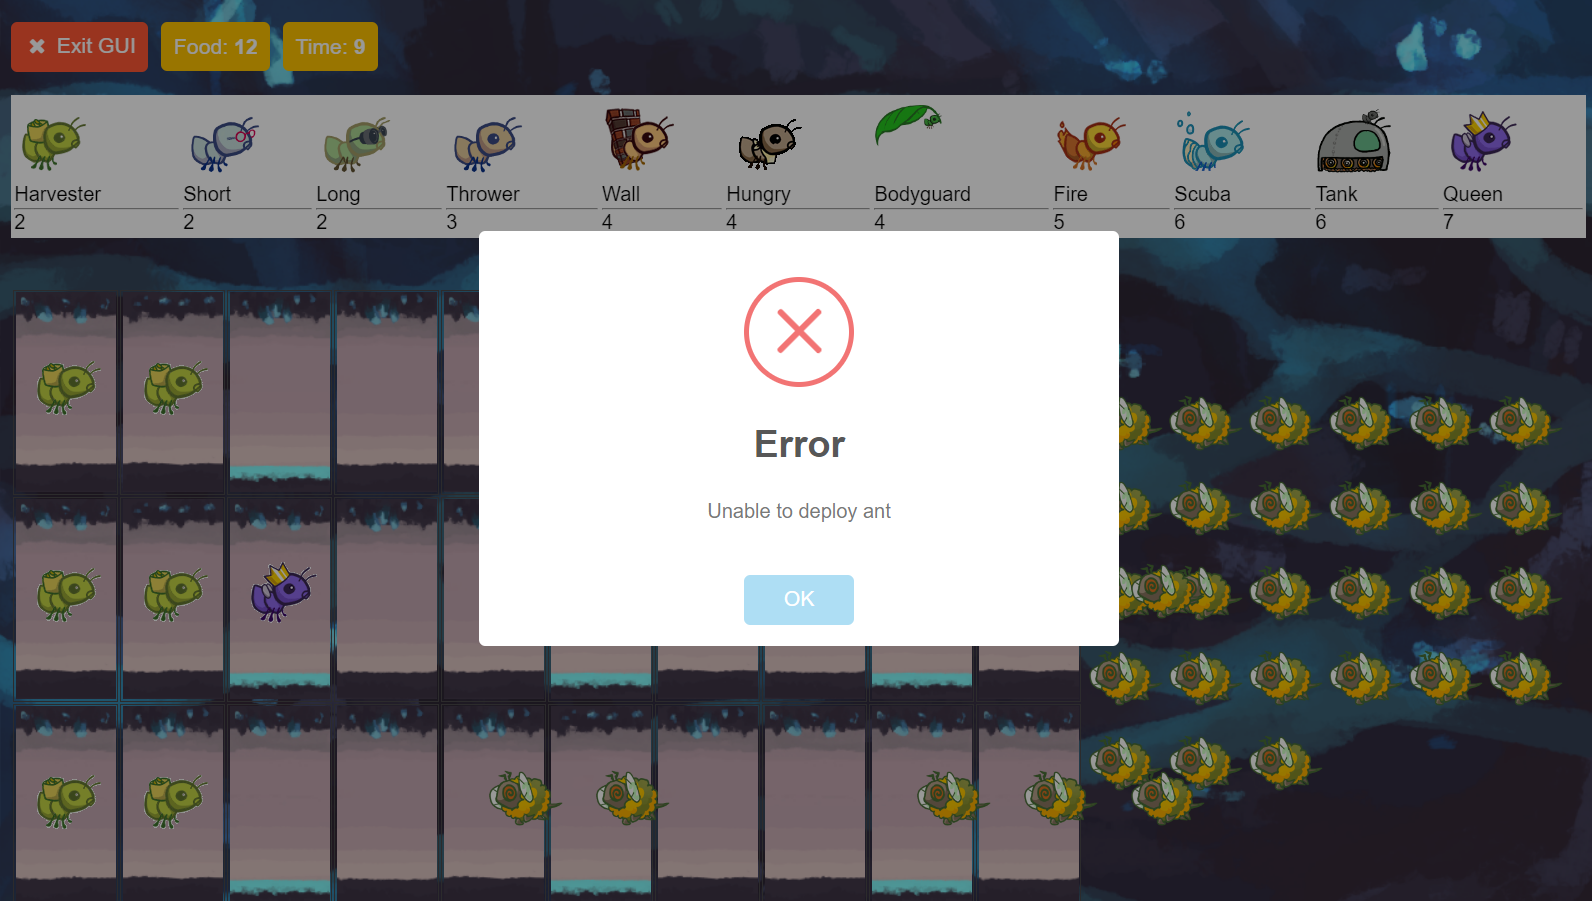 ✖ Exit GUI Food: 12 Time: 9
Harvester Short Long Thrower Wall Hungry Bodyguard Fire Scuba Tank Queen
2 2 2 3 4 4 4 5 6 6 7
Error
Unable to deploy ant
OK